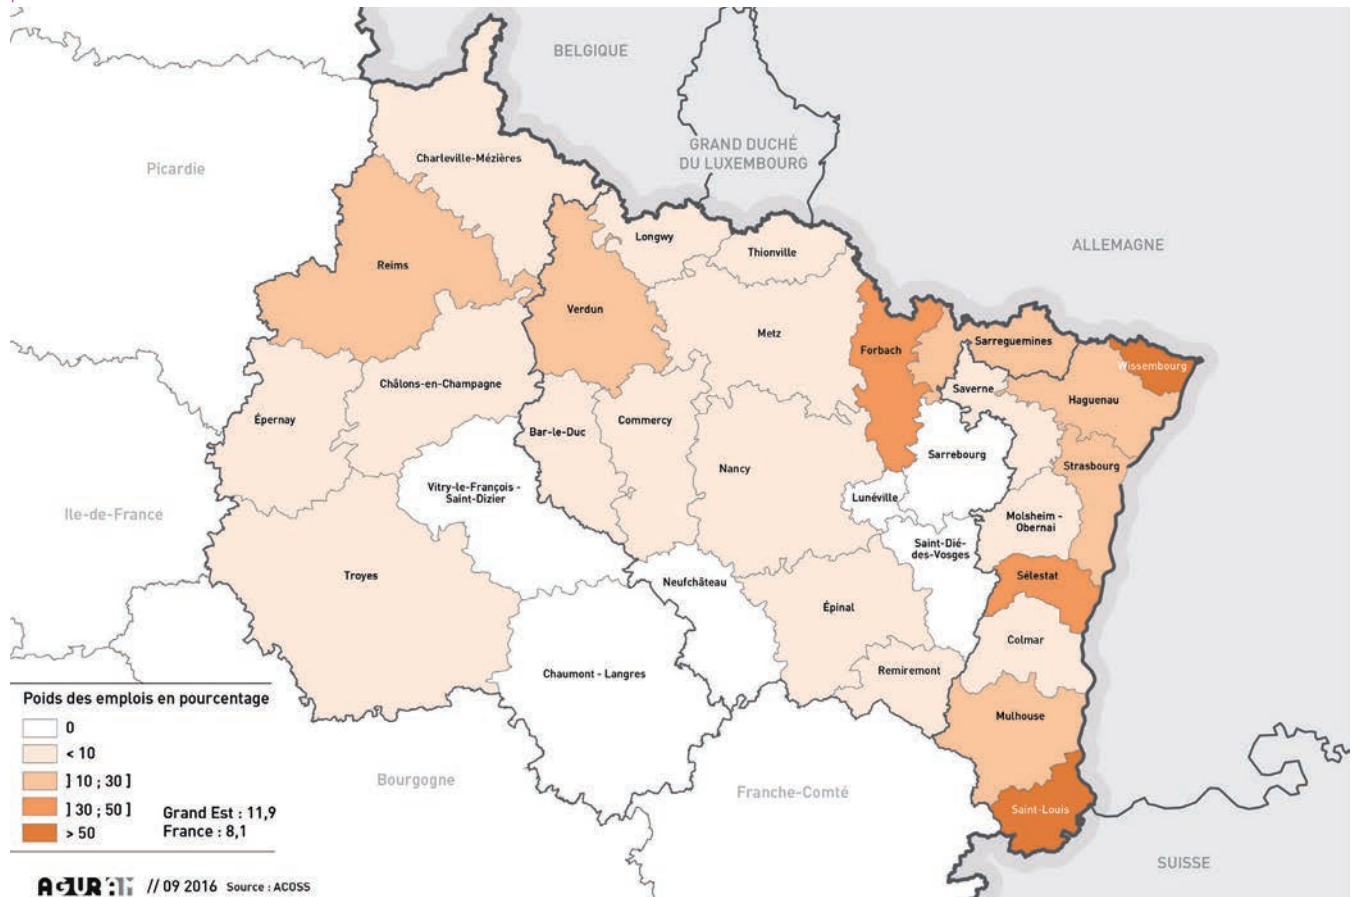 BELGIQUE
GRAND DUCHÉ
DU LUXEMBOURG
Picardie
Charleville-Mézières
ALLEMAGNE
Longwy
Thionville
Reims
Verdun
Metz
Forbach
Sarreguemines
Wissembourg
Châlons-en-Champagne
Saverne
Haguenau
Épernay
Bar-le-Duc
Commercy
Nancy
Sarrebourg
Strasbourg
Vitry-le-François -
Saint-Dizier
Lunéville
Ile-de-France
Molsheim -
Obernai
Saint-Dié-
des-Vosges
Troyes
Neufchâteau
Sélestat
Épinal
Colmar
Chaumont - Langres
Remiremont
Mulhouse
Bourgogne
Franche-Comté
Saint-Louis
SUISSE
Poids des emplois en pourcentage
0
< 10
] 10 ; 30 ]
] 30 ; 50 ]
> 50
Grand Est : 11,9
France : 8,1
// 09 2016 Source : ACOSS